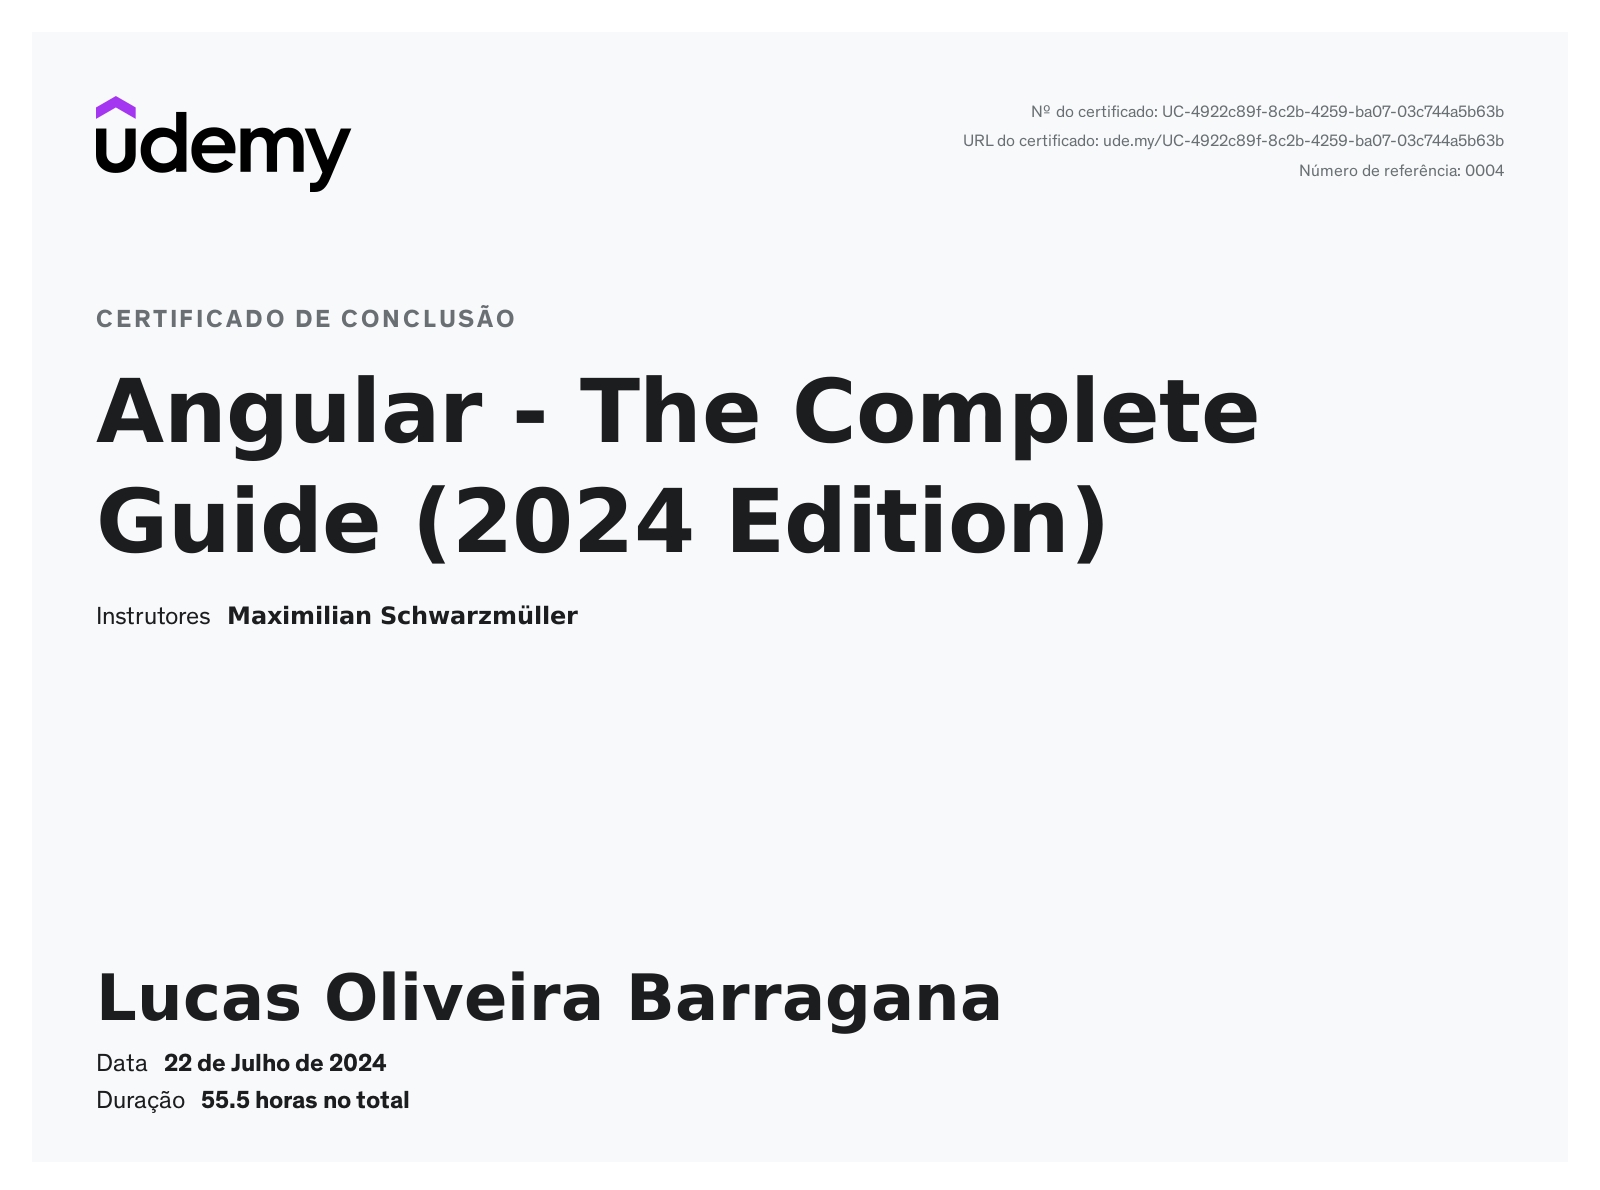 udemy
Nº do certificado: UC-4922c89f-8c2b-4259-ba07-03c744a5b63b
URL do certificado: ude.my/UC-4922c89f-8c2b-4259-ba07-03c744a5b63b
Número de referência: 0004
CERTIFICADO DE CONCLUSÃO
Angular - The Complete
Guide (2024 Edition)
Instrutores Maximilian Schwarzmüller
Lucas Oliveira Barragana
Data 22 de Julho de 2024
Duração 55.5 horas no total